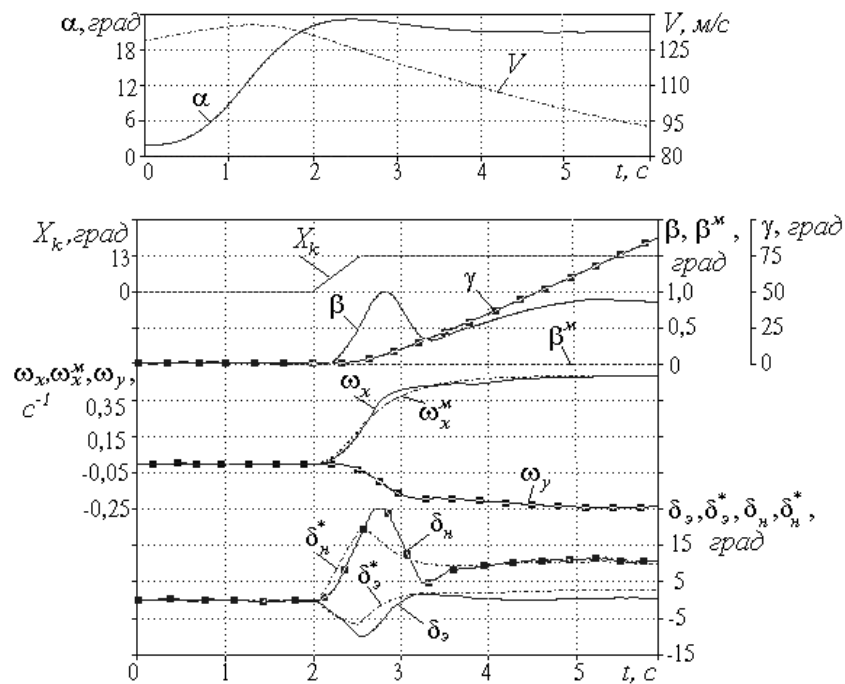 α, град
V, м/с
18
12
6
0
125
110
95
80
α
V
0 1 2 3 4 5 t, с
X_k, град
13
0
X_k
β, β^м,
град
γ, град
75
50
25
0
1,0
0,5
0
β
γ
β^м
ω_x, ω_x^м, ω_y,
с^-1
0,35
0,15
-0,05
-0,25
ω_x
ω_x^м
ω_y
δ_э, δ_э^*, δ_н, δ_н^*,
град
15
5
-5
-15
δ_н^*
δ_н
δ_э^*
δ_э
0 1 2 3 4 5 t, с